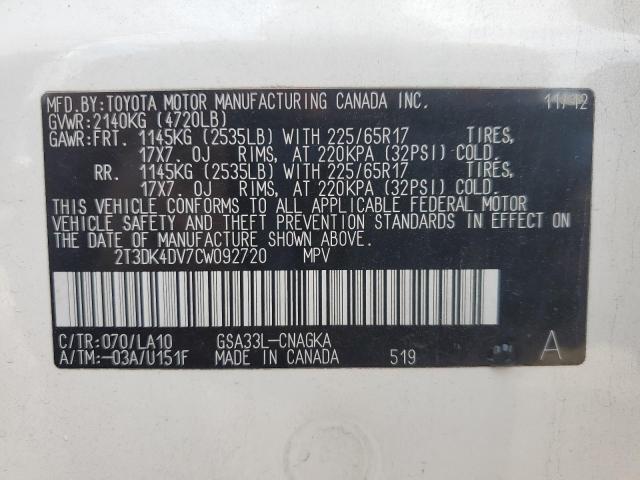 MFD.BY:TOYOTA MOTOR MANUFACTURING CANADA INC. 11/12
GVWR:2140KG (4720LB)
GAWR:FRT. 1145KG (2535LB) WITH 225/65R17 TIRES,
17X7.0J RIMS, AT 220KPA (32PSI) COLD.
RR. 1145KG (2535LB) WITH 225/65R17 TIRES,
17X7.0J RIMS, AT 220KPA (32PSI) COLD.
THIS VEHICLE CONFORMS TO ALL APPLICABLE FEDERAL MOTOR
VEHICLE SAFETY AND THEFT PREVENTION STANDARDS IN EFFECT ON
THE DATE OF MANUFACTURE SHOWN ABOVE.
2T3DK4DV7CW092720 MPV
C/TR:070/LA10 GSA33L-CNAGKA
A/TM:-03A/U151F MADE IN CANADA 519 A